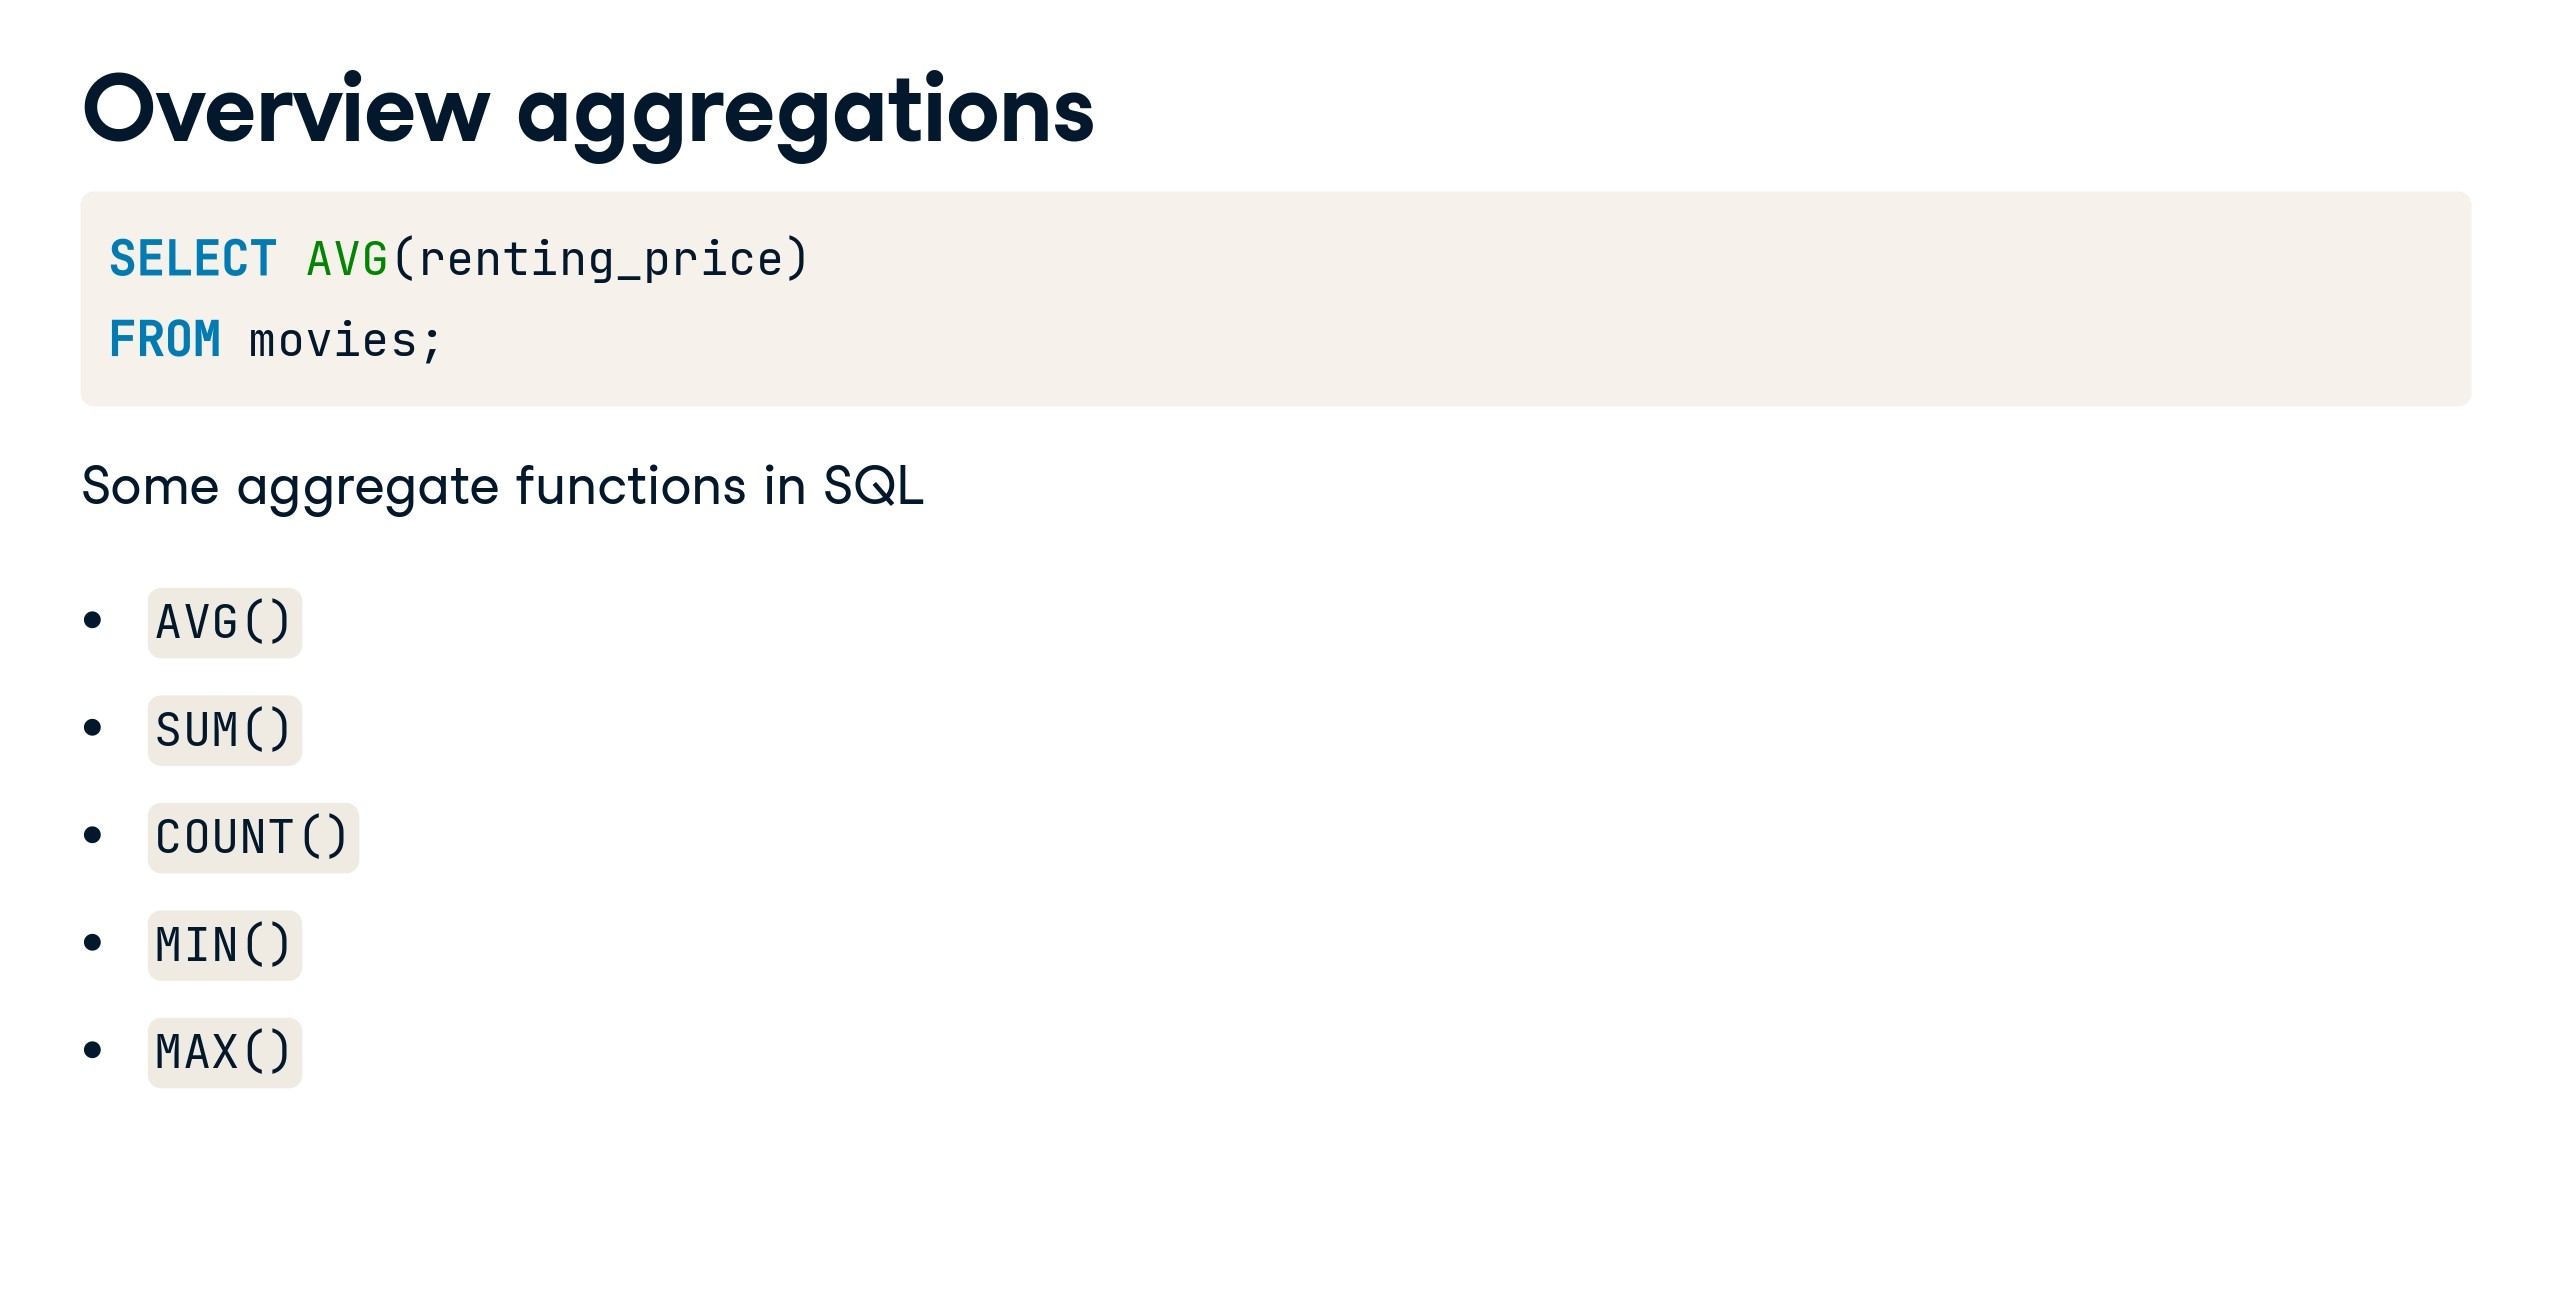 Overview aggregations
SELECT AVG(renting_price)
FROM movies;
Some aggregate functions in SQL
• AVG()
• SUM()
• COUNT()
• MIN()
• MAX()